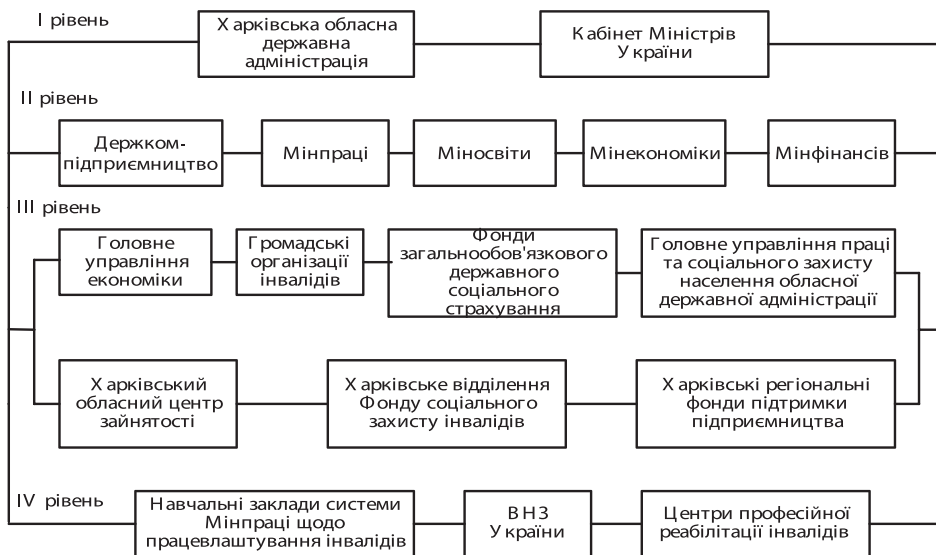 I рівень
Харківська обласна
державна
адміністрація
Кабінет Міністрів
України
II рівень
Держком-
підприємництво
Мінпраці
Міносвіти
Мінекономіки
Мінфінансів
III рівень
Головне
управління
економіки
Громадські
організації
інвалідів
Фонди
загальнообов'язкового
державного
соціального
страхування
Головне управління праці
та соціального захисту
населення обласної
державної адміністрації
Харківський
обласний центр
зайнятості
Харківське відділення
Фонду соціального
захисту інвалідів
Харківські регіональні
фонди підтримки
підприємництва
IV рівень
Навчальні заклади системи
Мінпраці щодо
працевлаштування інвалідів
ВНЗ
України
Центри професійної
реабілітації інвалідів